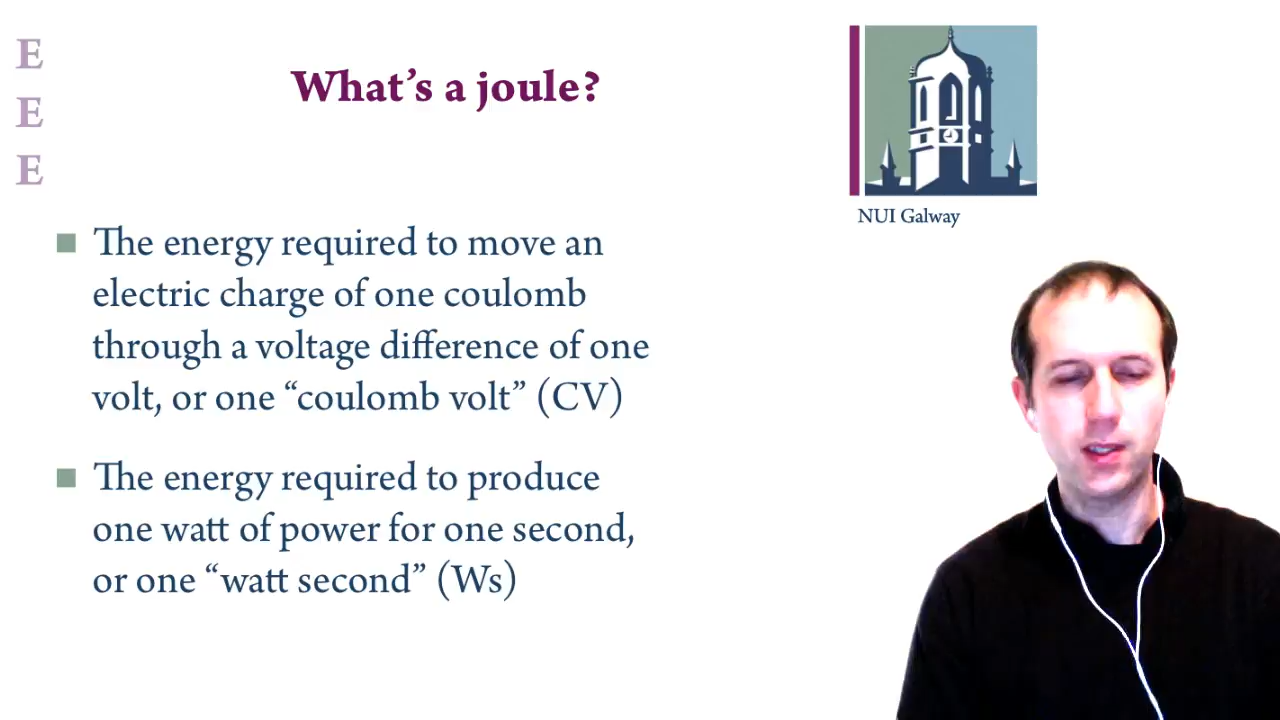 E
E
E
What’s a joule?
NUI Galway
The energy required to move an
electric charge of one coulomb
through a voltage difference of one
volt, or one “coulomb volt” (CV)
The energy required to produce
one watt of power for one second,
or one “watt second” (Ws)